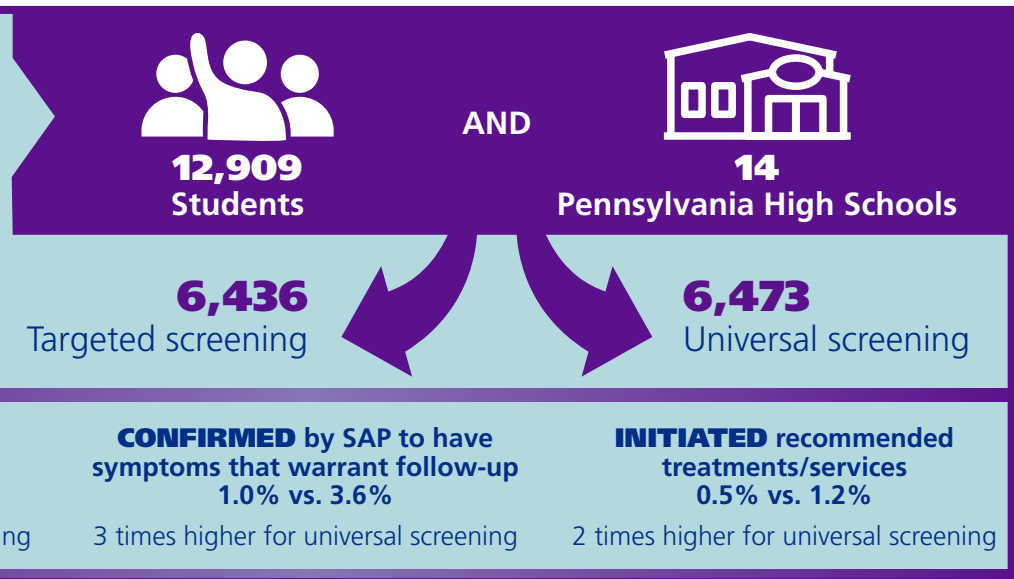 12,909
Students
AND
14
Pennsylvania High Schools
6,436
Targeted screening
6,473
Universal screening
ng
CONFIRMED by SAP to have
symptoms that warrant follow-up
1.0% vs. 3.6%
3 times higher for universal screening
INITIATED recommended
treatments/services
0.5% vs. 1.2%
2 times higher for universal screening